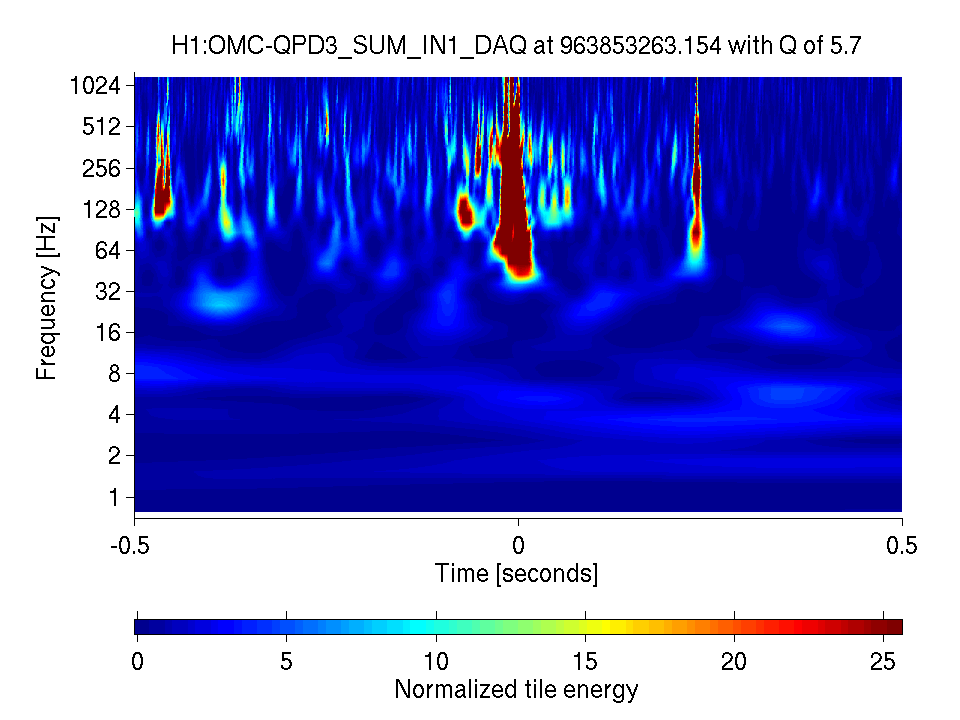 H1:OMC-QPD3_SUM_IN1_DAQ at 963853263.154 with Q of 5.7
1024
512
256
128
64
32
16
8
4
2
1
Frequency [Hz]
-0.5 0 0.5
Time [seconds]
0 5 10 15 20 25
Normalized tile energy